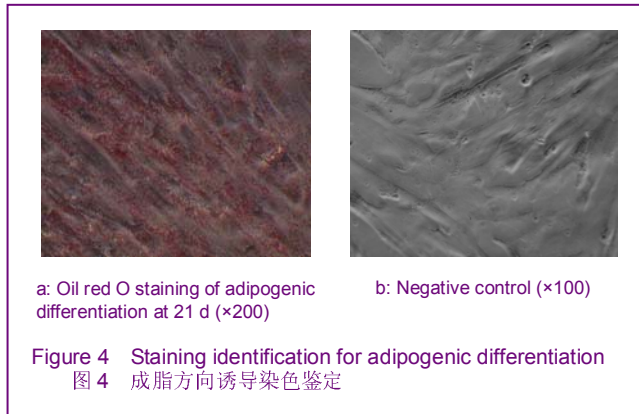 a: Oil red O staining of adipogenic
differentiation at 21 d (×200)
b: Negative control (×100)
Figure 4 Staining identification for adipogenic differentiation
图 4 成脂方向诱导染色鉴定